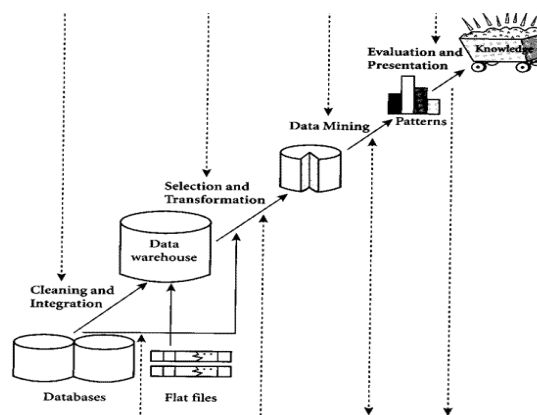 Evaluation and
Presentation
Knowledge
Data Mining
Patterns
Selection and
Transformation
Data
warehouse
Cleaning and
Integration
Databases
Flat files